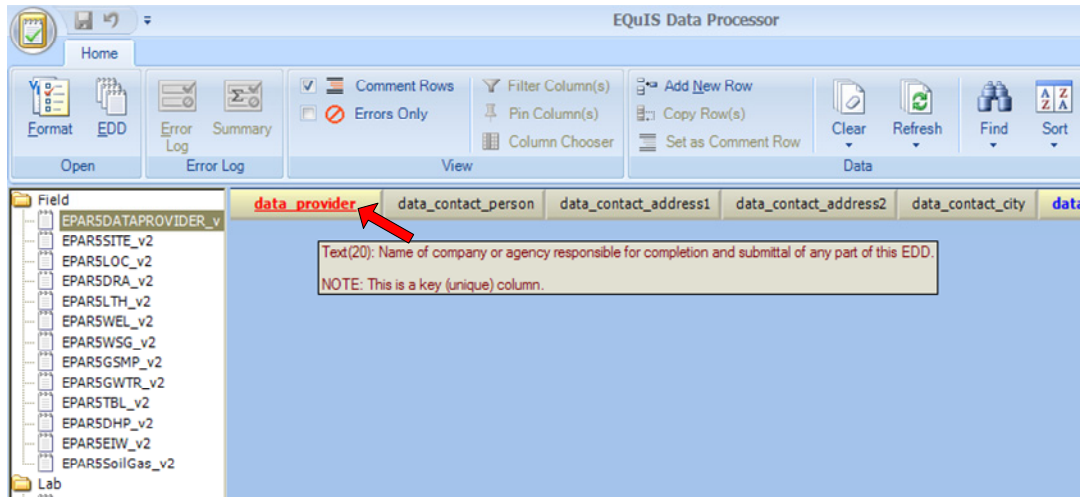 EQuIS Data Processor
Home
Format
EDD
Error Log
Summary
Comment Rows
Errors Only
Filter Column(s)
Pin Column(s)
Column Chooser
Add New Row
Copy Row(s)
Set as Comment Row
Clear
Refresh
Find
Sort
Open
Error Log
View
Data
Field
EPAR5DATAPROVIDER_v
EPAR5SITE_v2
EPAR5LOC_v2
EPAR5DRA_v2
EPAR5LTH_v2
EPAR5WEL_v2
EPAR5WSG_v2
EPAR5GSMP_v2
EPAR5GWTR_v2
EPAR5TBL_v2
EPAR5DHP_v2
EPAR5EIW_v2
EPAR5SoilGas_v2
Lab
data_provider
data_contact_person
data_contact_address1
data_contact_address2
data_contact_city
data
Text(20): Name of company or agency responsible for completion and submittal of any part of this EDD.
NOTE: This is a key (unique) column.